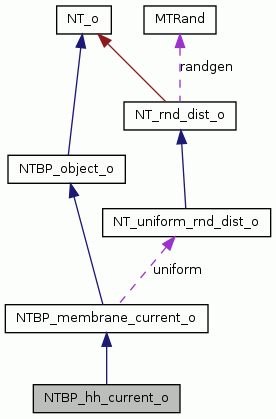 NT_o
MTRand
randgen
NT_rnd_dist_o
NTBP_object_o
NT_uniform_rnd_dist_o
uniform
NTBP_membrane_current_o
NTBP_hh_current_o